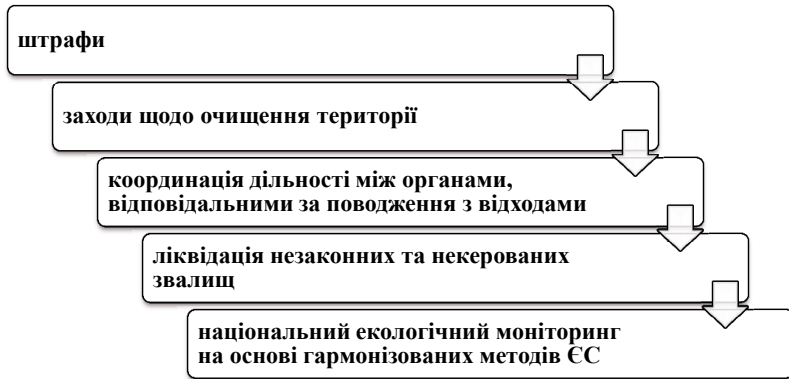 штрафи
заходи щодо очищення території
координація дільності між органами,
відповідальними за поводження з відходами
ліквідація незаконних та некерованих
звалищ
національний екологічний моніторинг
на основі гармонізованих методів ЄС